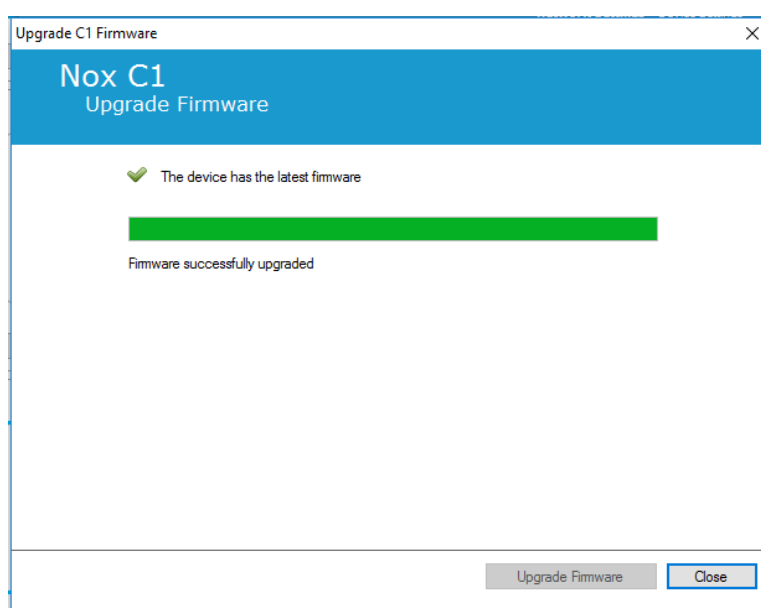 Upgrade C1 Firmware
Nox C1
Upgrade Firmware
The device has the latest firmware
Firmware successfully upgraded
Upgrade Firmware
Close